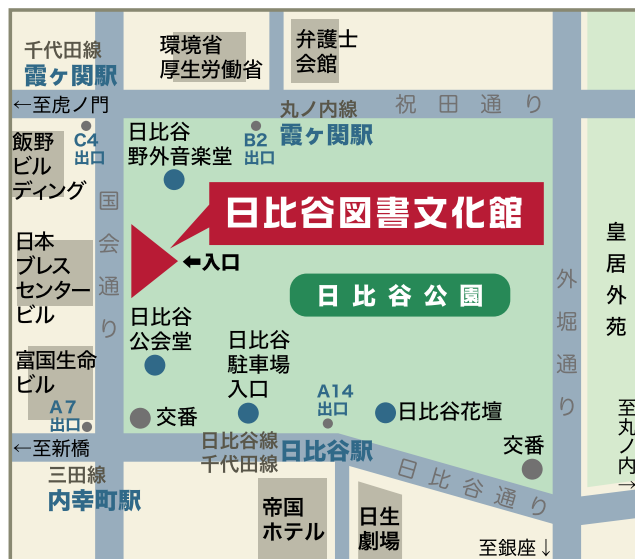 千代田線
霞ヶ関駅
環境省
厚生労働省
弁護士
会館
←至虎ノ門
祝田通り
丸ノ内線
霞ヶ関駅
C4
出口
B2
出口
飯野
ビル
ディング
日比谷
野外音楽堂
国会通り
日比谷図書文化館
←入口
日本
プレス
センター
ビル
日比谷公園
皇居外苑
外堀通り
日比谷
公会堂
日比谷
駐車場
入口
富国生命
ビル
A7
出口
交番
A14
出口
日比谷花壇
交番
至丸ノ内→
←至新橋
日比谷線
千代田線
日比谷駅
日比谷通り
三田線
内幸町駅
帝国
ホテル
日生
劇場
至銀座↓